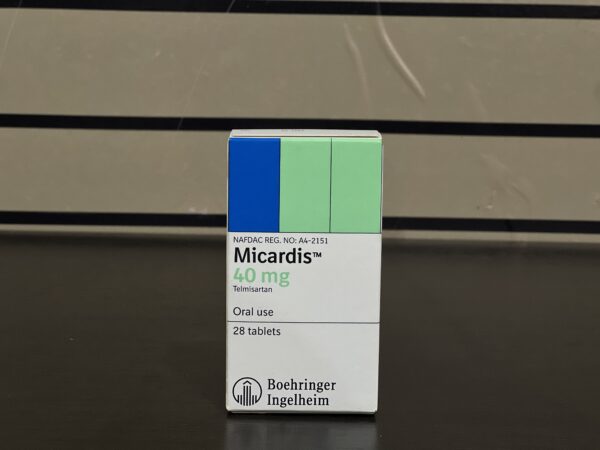 NAFDAC REG. NO: A4-2151
Micardis™
40 mg
Telmisartan
Oral use
28 tablets
Boehringer
Ingelheim